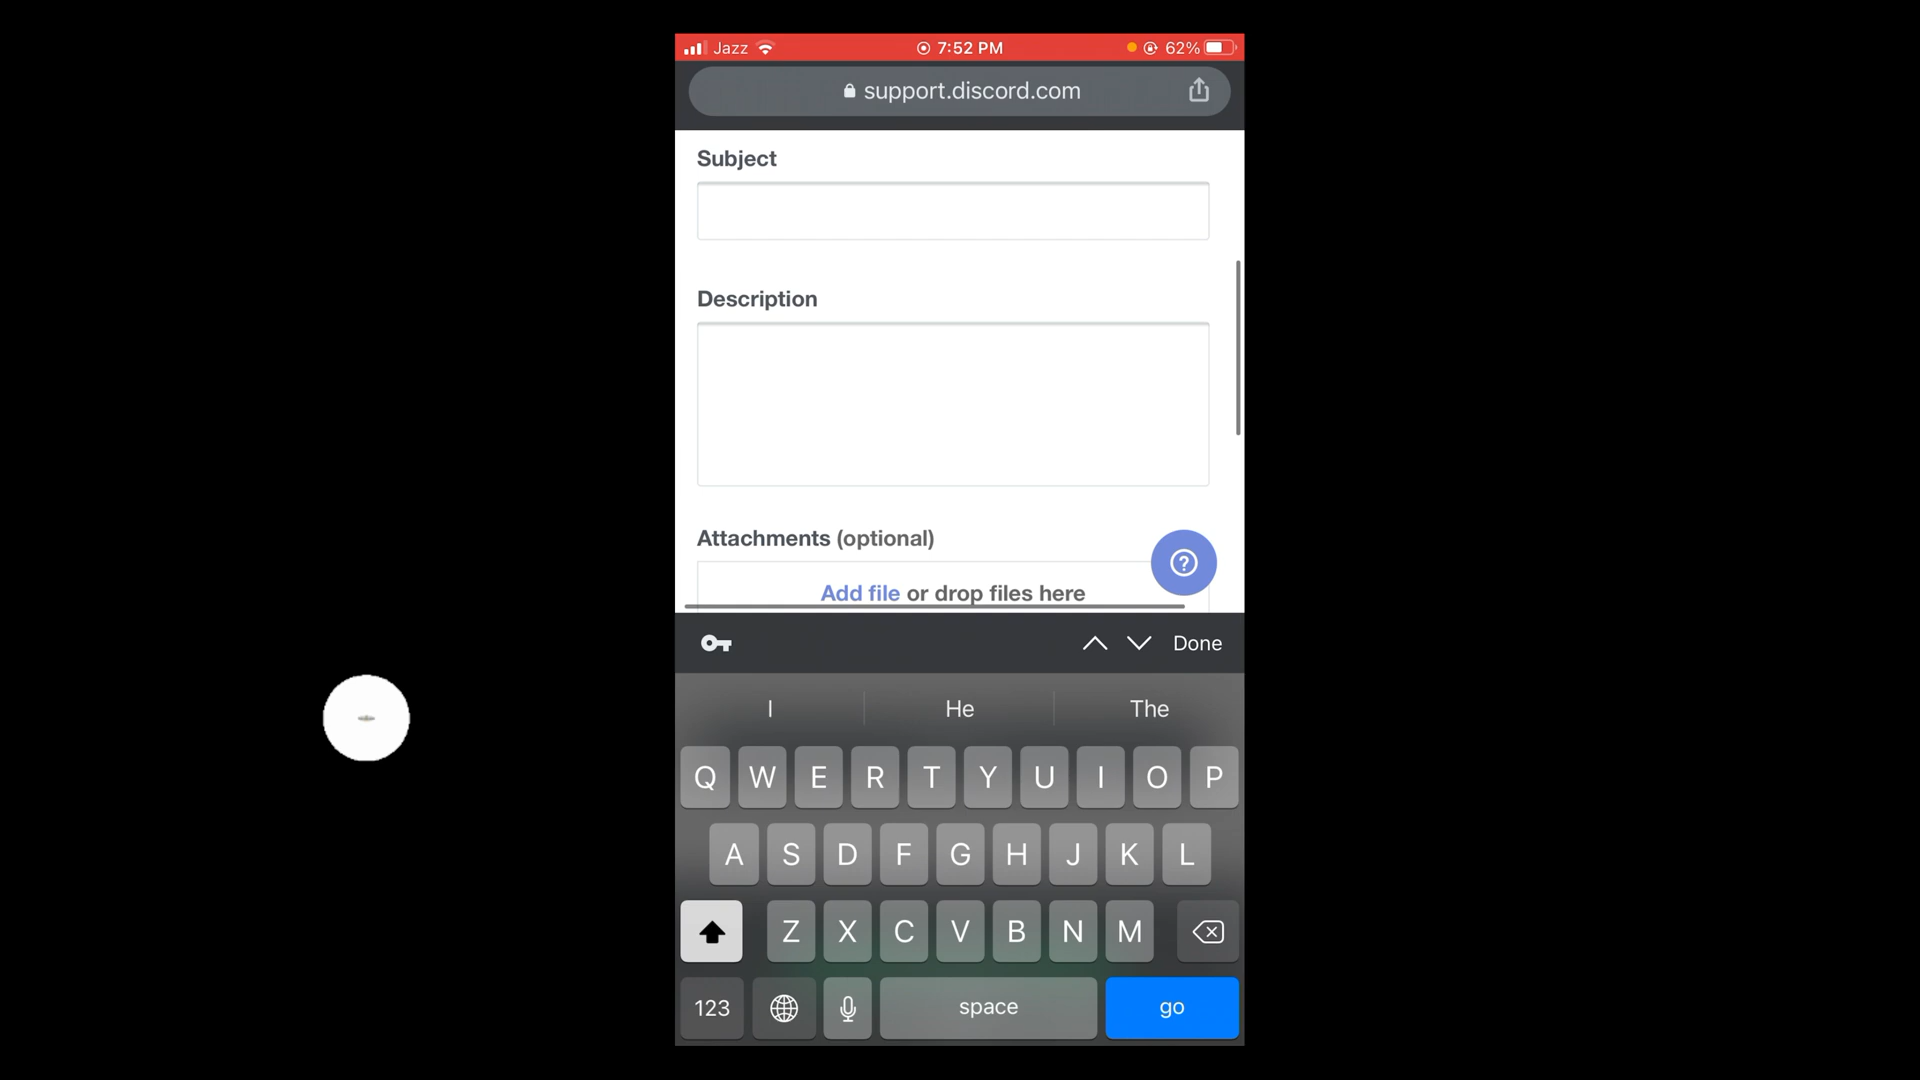 Jazz 7:52 PM 62%
support.discord.com
Subject
Description
Attachments (optional)
Add file or drop files here
Done
I He The
Q W E R T Y U I O P
A S D F G H J K L
Z X C V B N M
123 space go